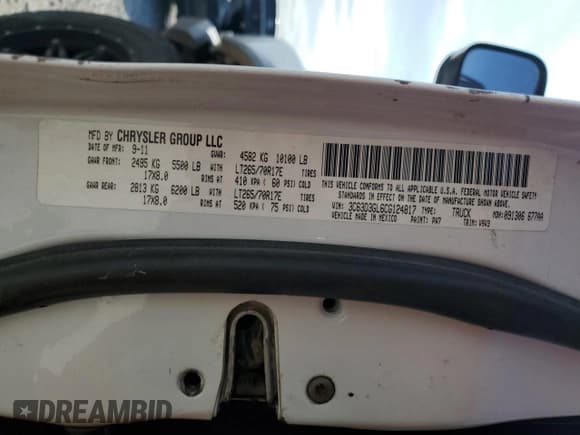 MFD BY CHRYSLER GROUP LLC
DATE OF MFR: 9-11 GVWR: 4582 KG 10100 LB
GAWR FRONT: 2495 KG 5500 LB WITH LT265/70R17E TIRES
17X8.0 RIMS AT 410 KPA ( 60 PSI) COLD
GAWR REAR: 2813 KG 6200 LB WITH LT265/70R17E TIRES
17X8.0 RIMS AT 520 KPA ( 75 PSI) COLD
THIS VEHICLE CONFORMS TO ALL APPLICABLE U.S.A. FEDERAL MOTOR VEHICLE SAFETY
STANDARDS IN EFFECT ON THE DATE OF MANUFACTURE SHOWN ABOVE.
VIN: 3C63D3GL6CG124817 TYPE: TRUCK MDH: 091306 677AA
VEHICLE MADE IN MEXICO PAINT: PW7 TRIM: V9V9
DREAMBID